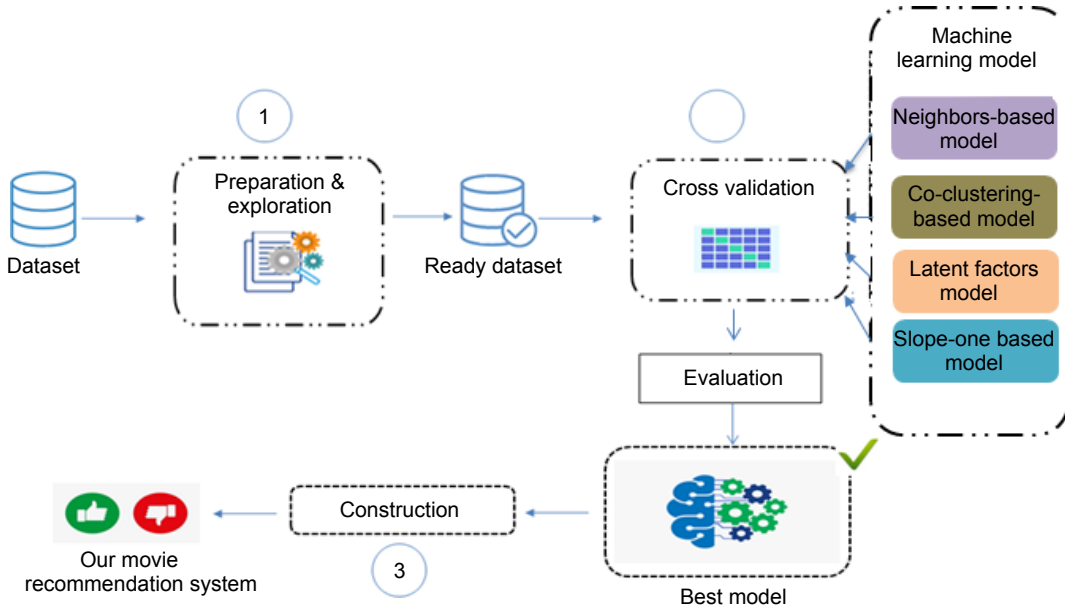 1
Preparation &
exploration
Dataset
Ready dataset
Cross validation
Machine
learning model
Neighbors-based
model
Co-clustering-
based model
Latent factors
model
Slope-one based
model
Evaluation
Best model
Construction
3
Our movie
recommendation system